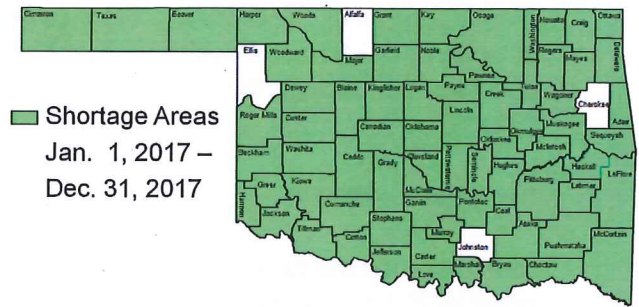 Cimarron Texas Beaver Harper Woods Alfalfa Grant Kay Osage Washington Nowata Craig Ottawa
Ellis Woodward Major Garfield Noble Pawnee Rogers Mayes Delaware
Dewey Blaine Kingfisher Logan Payne Creek Tulsa Wagoner Cherokee Adair
Roger Mills Custer Canadian Oklahoma Lincoln Okfuskee Okmulgee Muskogee Sequoyah
Shortage Areas
Jan. 1, 2017 –
Dec. 31, 2017
Beckham Washita Caddo Grady Cleveland Pottawatomie Seminole Hughes McIntosh Haskell LeFlore
Greer Kiowa McClain Pittsburg Latimer
Harmon Jackson Comanche Garvin Pontotoc Coal
Tillman Cotton Stephens Murray Johnston Atoka Pushmataha McCurtain
Jefferson Carter Marshall Bryan Choctaw
Love